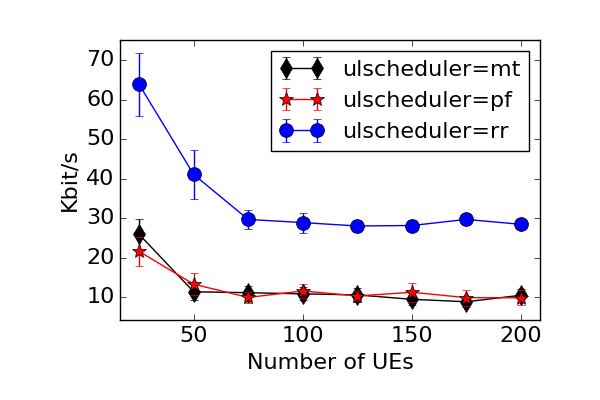 70
60
50
40
30
20
10
Kbit/s
ulscheduler=mt
ulscheduler=pf
ulscheduler=rr
50 100 150 200
Number of UEs